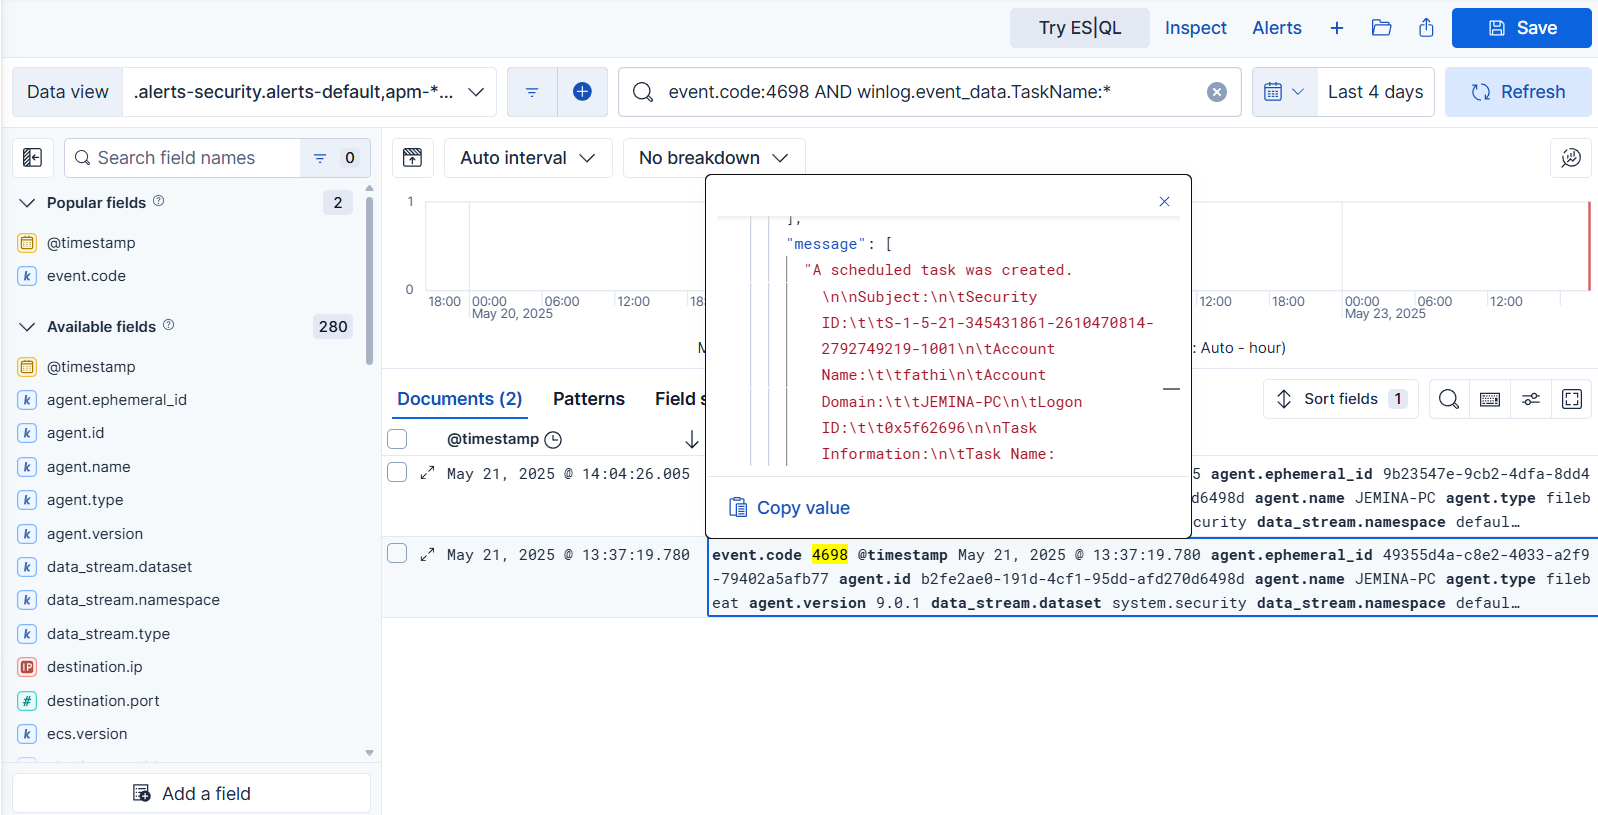 Try ES|QL Inspect Alerts + Save
Data view .alerts-security.alerts-default,apm-*... event.code:4698 AND winlog.event_data.TaskName:* Last 4 days Refresh
Search field names 0
Auto interval No breakdown
Popular fields 2
@timestamp
event.code
Available fields 280
@timestamp
agent.ephemeral_id
agent.id
agent.name
agent.type
agent.version
data_stream.dataset
data_stream.namespace
data_stream.type
destination.ip
destination.port
ecs.version
Add a field
1
0
18:00 00:00 06:00 12:00 12:00 18:00 00:00 06:00 12:00
May 20, 2025 May 23, 2025
: Auto - hour)
],
"message": [
"A scheduled task was created.
\n\nSubject:\n\tSecurity
ID:\t\tS-1-5-21-345431861-2610470814-
2792749219-1001\n\tAccount
Name:\t\tfathi\n\tAccount
Domain:\t\tJEMINA-PC\n\tLogon
ID:\t\t0x5f62696\n\nTask
Information:\n\tTask Name:
Copy value
Documents (2) Patterns Field s Sort fields 1
@timestamp
May 21, 2025 @ 14:04:26.005 5 agent.ephemeral_id 9b23547e-9cb2-4dfa-8dd4
d6498d agent.name JEMINA-PC agent.type fileb
curity data_stream.namespace defaul…
May 21, 2025 @ 13:37:19.780 event.code 4698 @timestamp May 21, 2025 @ 13:37:19.780 agent.ephemeral_id 49355d4a-c8e2-4033-a2f9
-79402a5afb77 agent.id b2fe2ae0-191d-4cf1-95dd-afd270d6498d agent.name JEMINA-PC agent.type fileb
eat agent.version 9.0.1 data_stream.dataset system.security data_stream.namespace defaul…